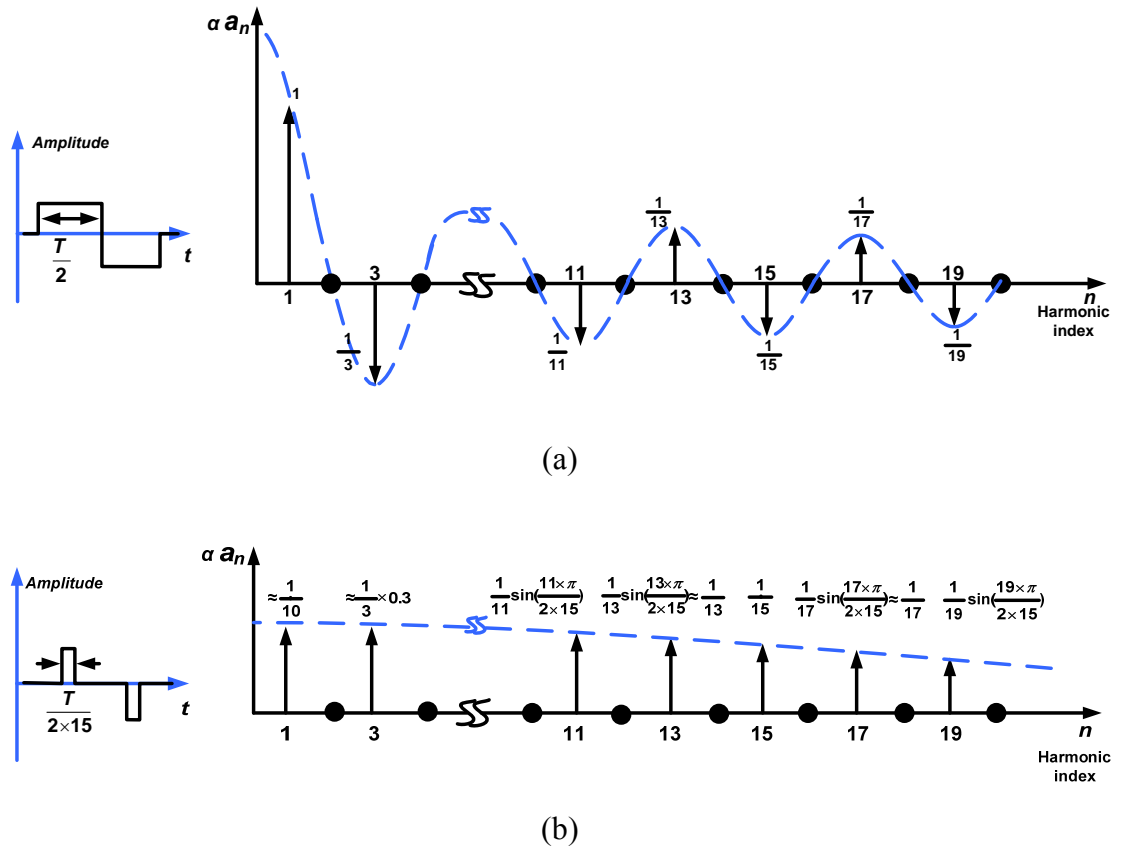 α aₙ
1
Amplitude
T/2
t
1 3 11 13 15 17 19 n
1/3 1/11 1/13 1/15 1/17 1/19
Harmonic
index
(a)
α aₙ
Amplitude
≈ 1/10 ≈ 1/3 ×0.3 1/11 sin(11×π/2×15) 1/13 sin(13×π/2×15) ≈ 1/13 1/15 1/17 sin(17×π/2×15) ≈ 1/17 1/19 sin(19×π/2×15)
T/2×15
t
1 3 11 13 15 17 19 n
Harmonic
index
(b)